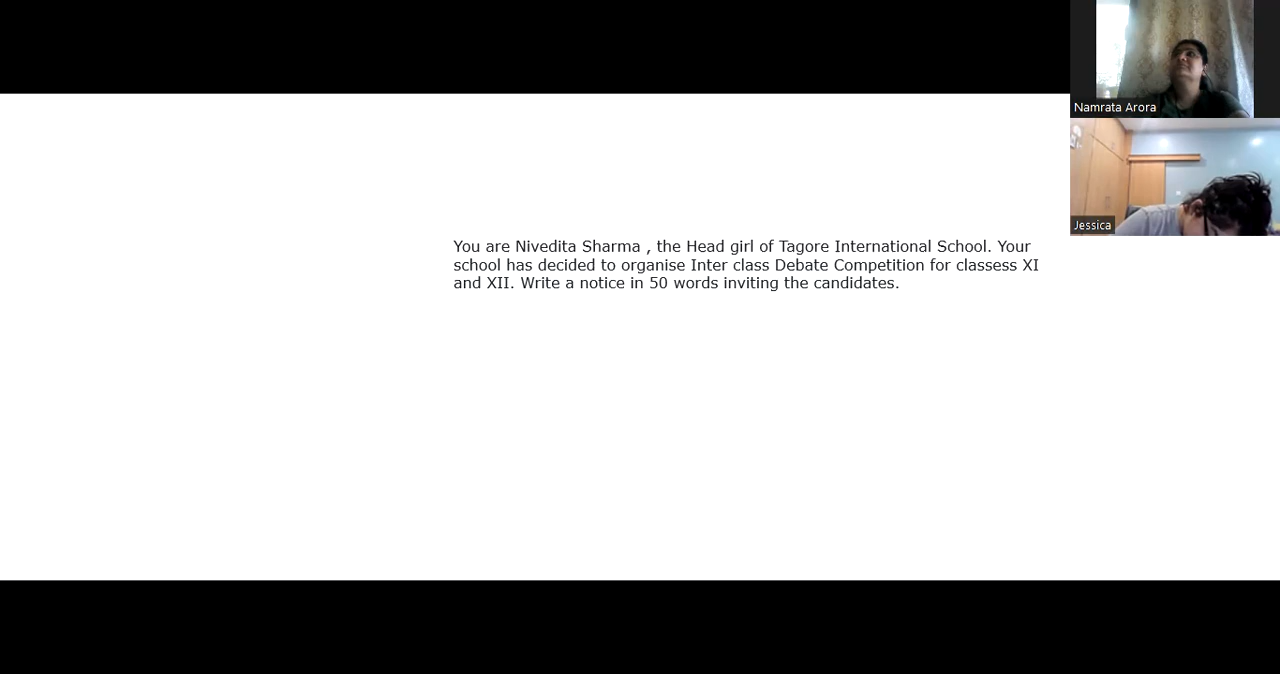 Namrata Arora
Jessica
You are Nivedita Sharma , the Head girl of Tagore International School. Your
school has decided to organise Inter class Debate Competition for classess XI
and XII. Write a notice in 50 words inviting the candidates.